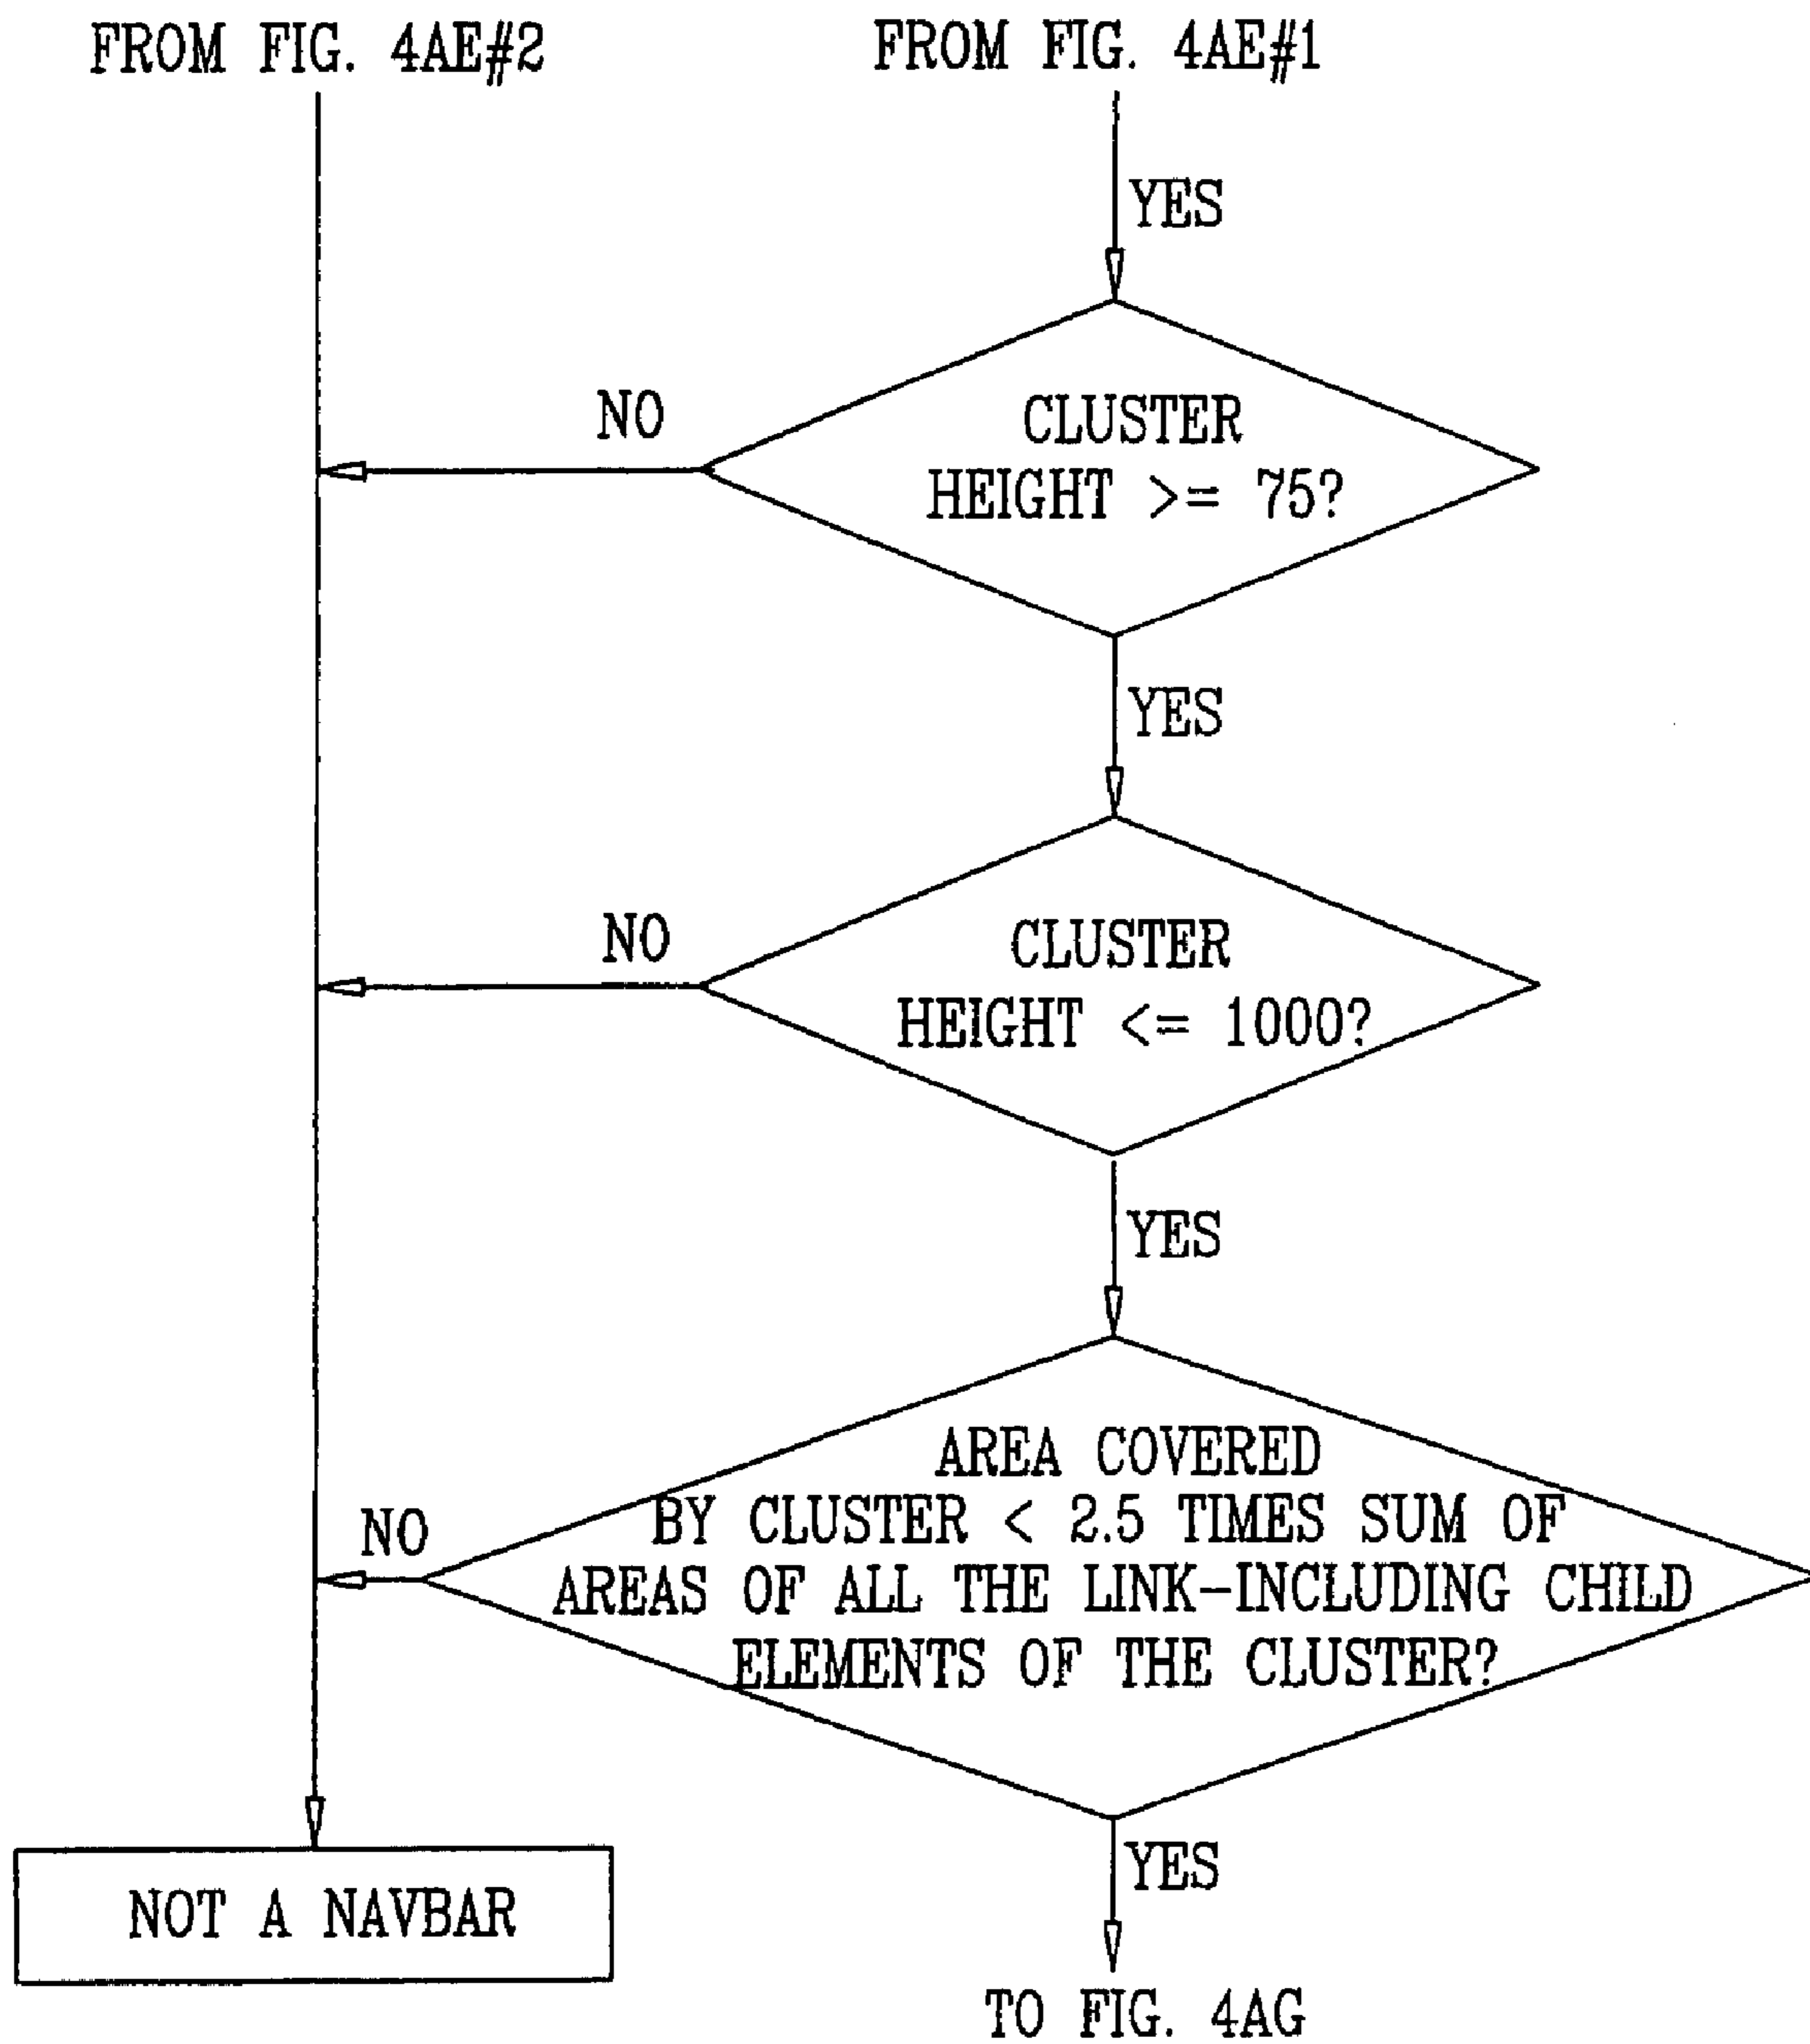 FROM FIG. 4AE#2
FROM FIG. 4AE#1
YES
NO
CLUSTER
HEIGHT >= 75?
YES
NO
CLUSTER
HEIGHT <= 1000?
YES
NO
AREA COVERED
BY CLUSTER < 2.5 TIMES SUM OF
AREAS OF ALL THE LINK-INCLUDING CHILD
ELEMENTS OF THE CLUSTER?
YES
NOT A NAVBAR
TO FIG. 4AG